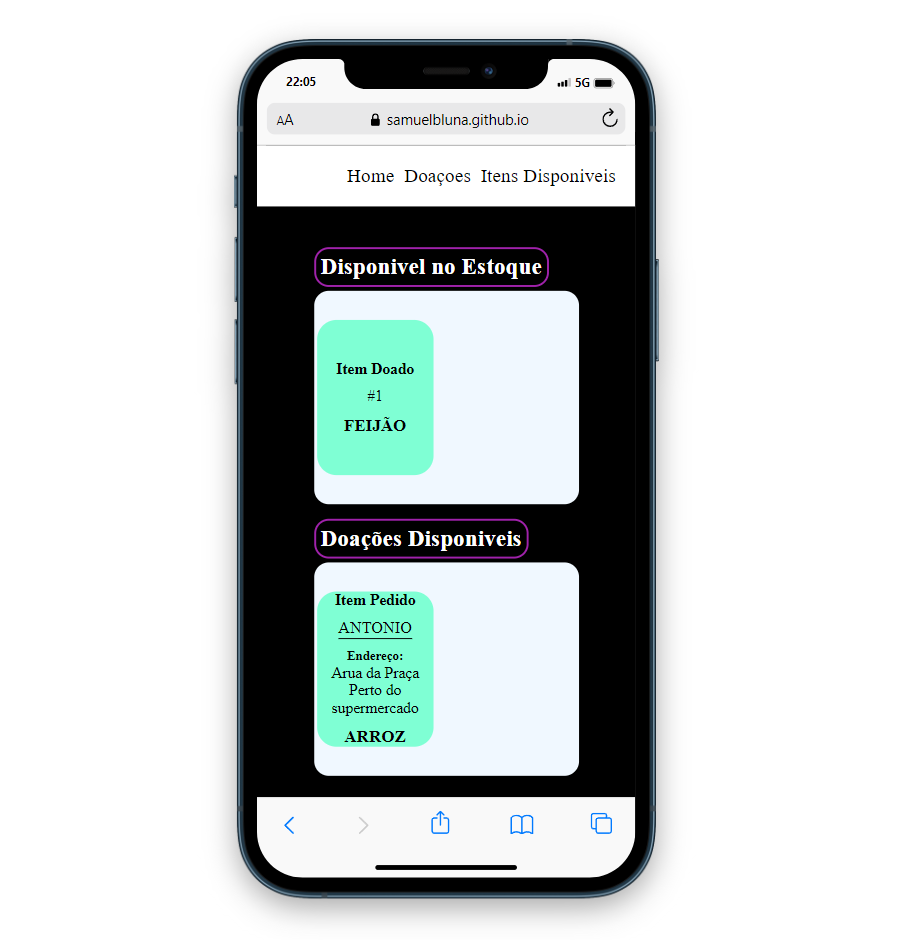 22:05
5G
AA
samuelbluna.github.io
Home Doaçoes Itens Disponiveis
Disponivel no Estoque
Item Doado
#1
FEIJÃO
Doações Disponiveis
Item Pedido
ANTONIO
Endereço:
Arua da Praça
Perto do
supermercado
ARROZ